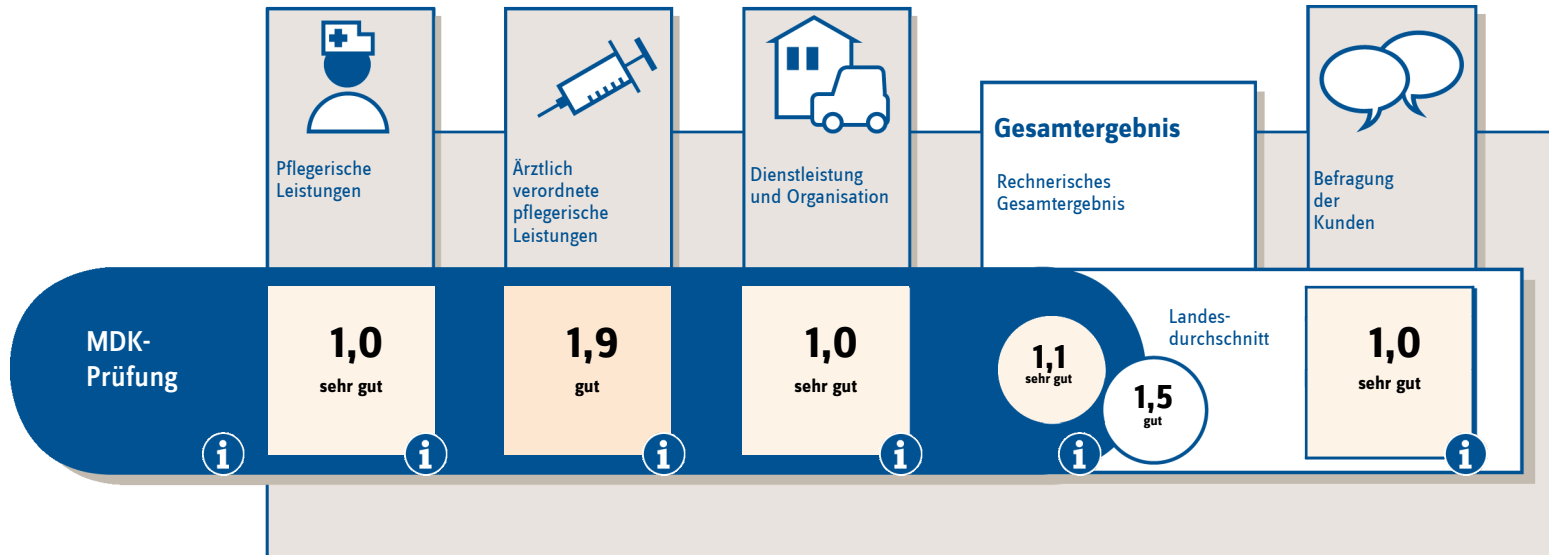 Pflegerische
Leistungen
Ärztlich
verordnete
pflegerische
Leistungen
Dienstleistung
und Organisation
Gesamtergebnis
Rechnerisches
Gesamtergebnis
Befragung
der
Kunden
MDK-
Prüfung
1,0
sehr gut
i
i
1,9
gut
i
1,0
sehr gut
i
1,1
sehr gut
i
Landes-
durchschnitt
1,5
gut
1,0
sehr gut
i